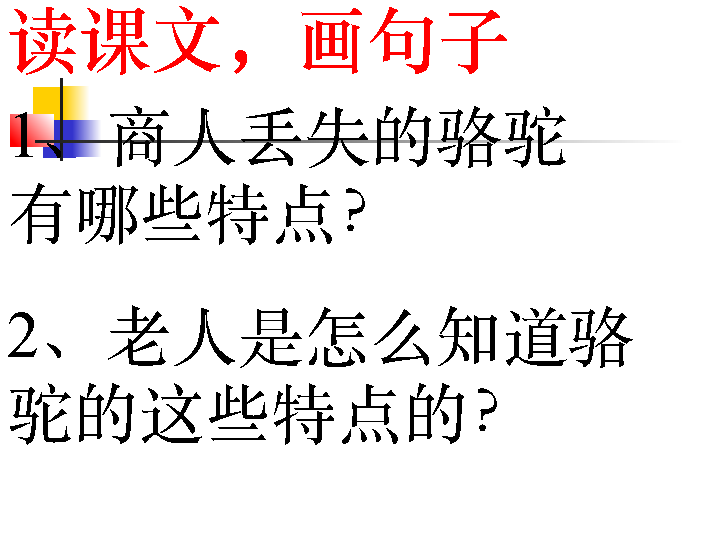 读课文，画句子
1、商人丢失的骆驼
有哪些特点？
2、老人是怎么知道骆
驼的这些特点的？